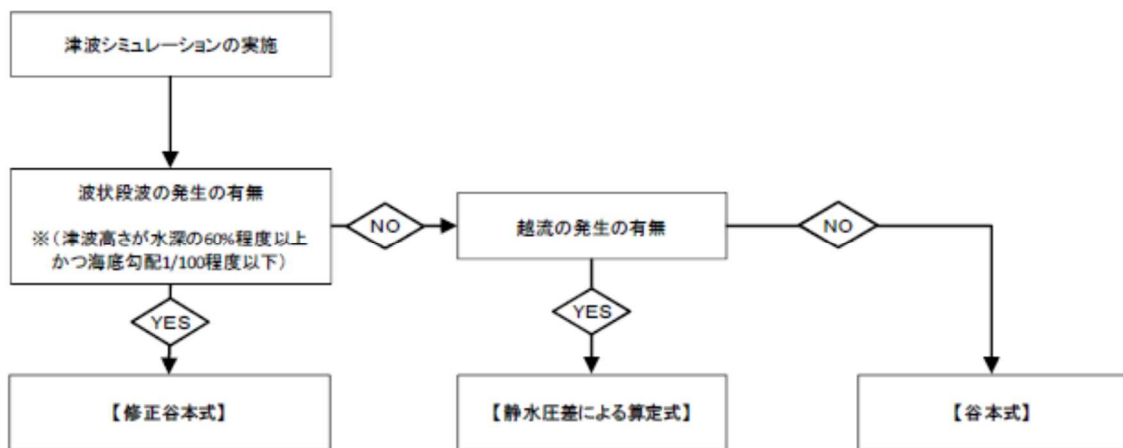 津波シミュレーションの実施
波状段波の発生の有無
※（津波高さが水深の60%程度以上
かつ海底勾配1/100程度以下）
NO
越流の発生の有無
NO
YES
YES
【修正谷本式】
【静水圧差による算定式】
【谷本式】